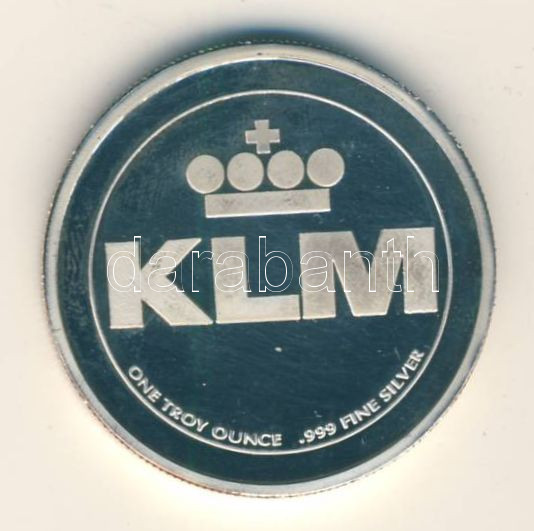 KLM
darabanth
ONE TROY OUNCE .999 FINE SILVER